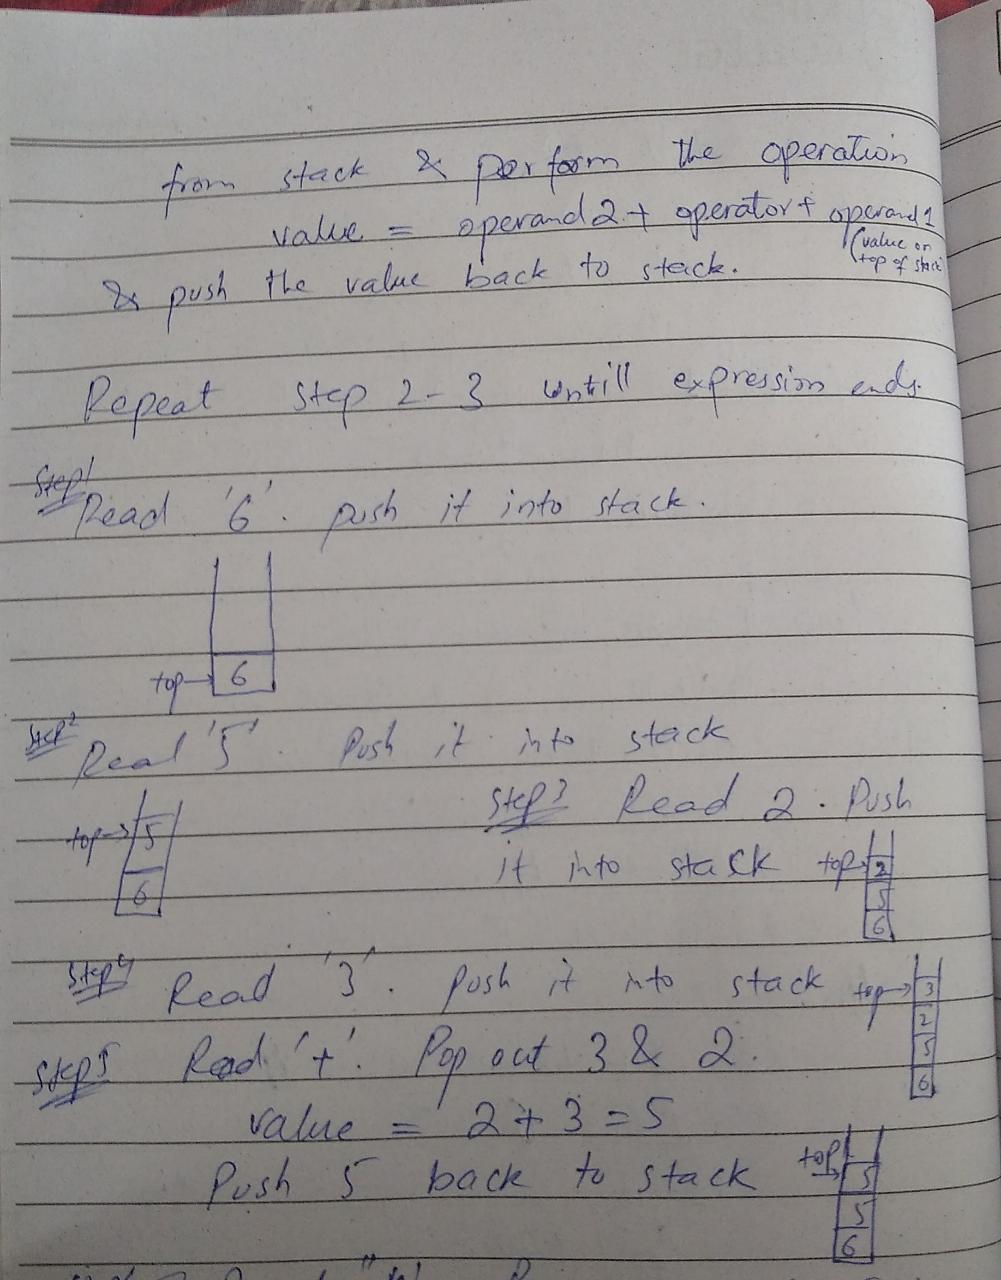 from stack & perform the operation
value = operand2 + operator + operand1
(value on
top of stack
& push the value back to stack.
Repeat step 2-3 untill expression ends.
Step1
Read '6'. push it into stack.
top→ 6
Step2
Read '5'. Push it into stack
top→ 5
6
Step3 Read 2. Push
it into stack
top→ 2
5
6
Step4 Read '3'. push it into stack
top→ 3
2
5
6
Step5 Read '+'. Pop out 3 & 2.
value = 2 + 3 = 5
Push 5 back to stack
top→ 5
5
6